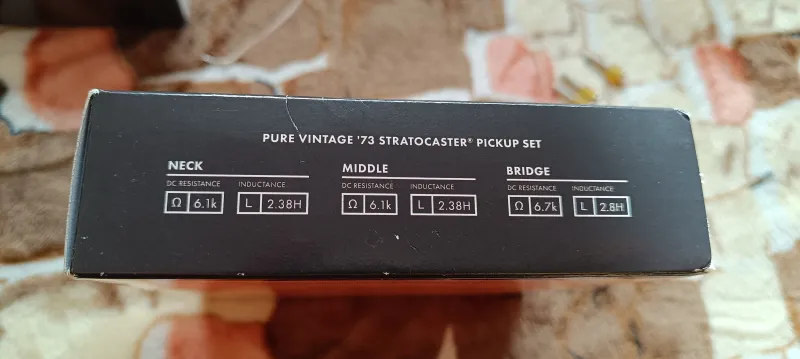 PURE VINTAGE '73 STRATOCASTER® PICKUP SET
NECK
DC RESISTANCE INDUCTANCE
Ω 6.1k L 2.38H
MIDDLE
DC RESISTANCE INDUCTANCE
Ω 6.1k L 2.38H
BRIDGE
DC RESISTANCE INDUCTANCE
Ω 6.7k L 2.8H